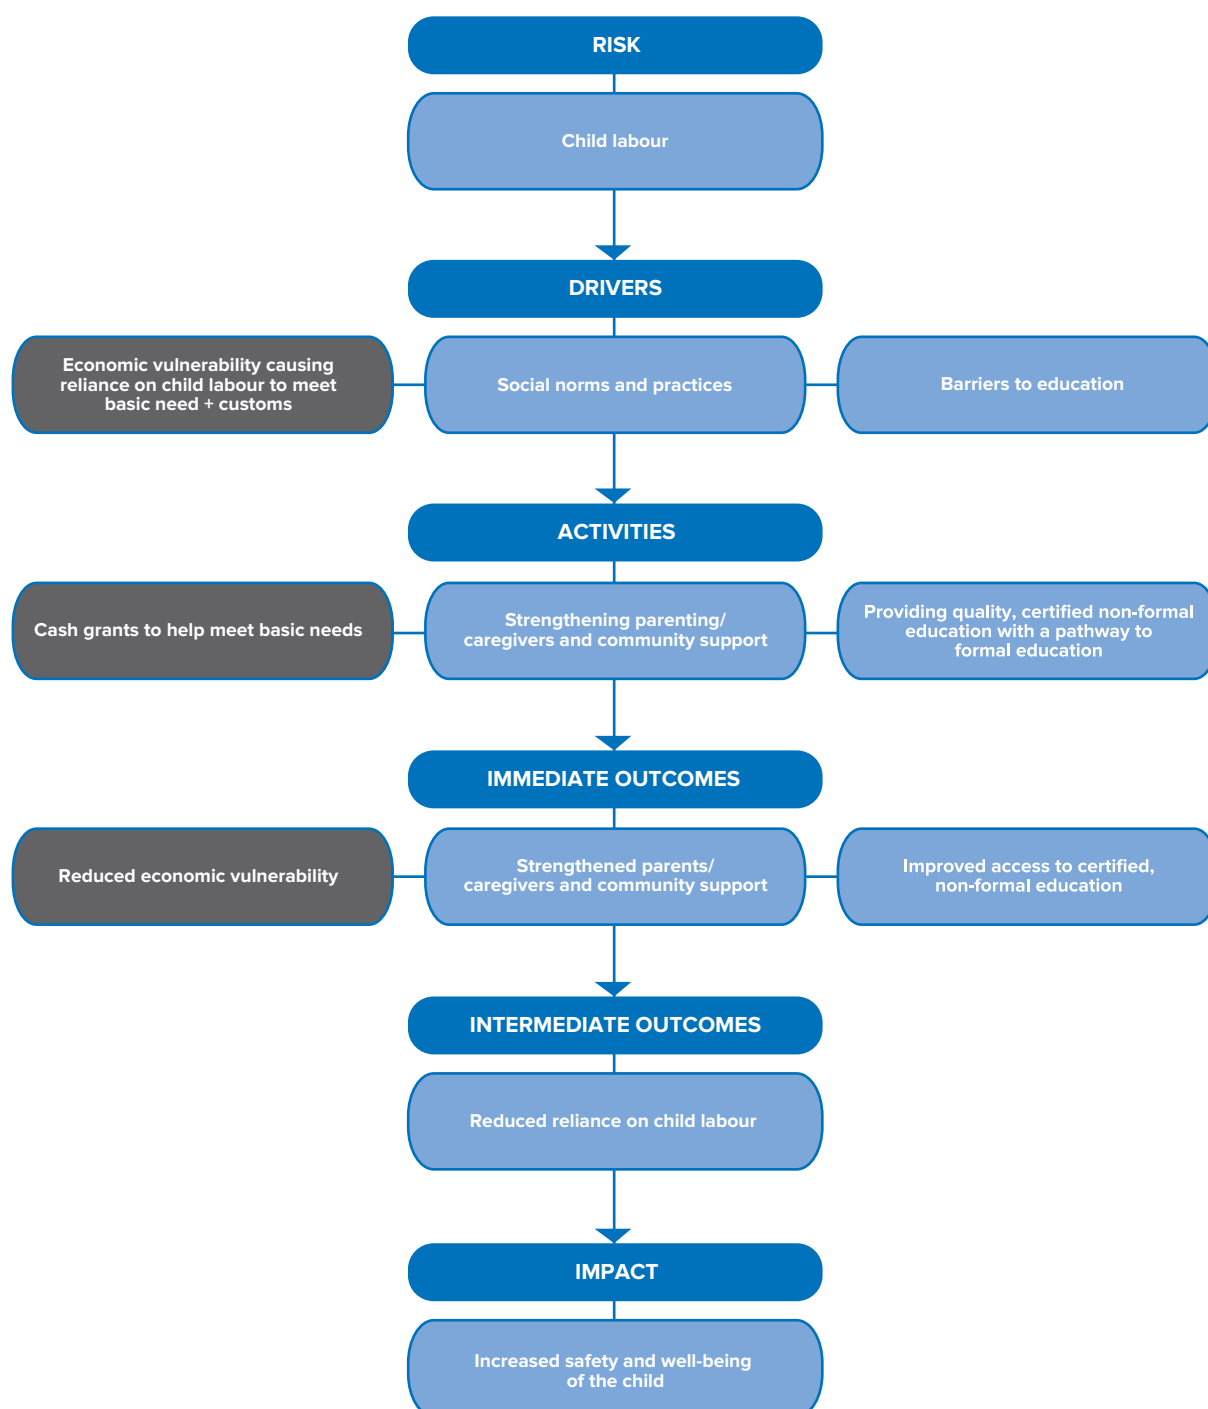 RISK
Child labour
DRIVERS
Economic vulnerability causing
reliance on child labour to meet
basic need + customs
Social norms and practices
Barriers to education
ACTIVITIES
Cash grants to help meet basic needs
Strengthening parenting/
caregivers and community support
Providing quality, certified non-formal
education with a pathway to
formal education
IMMEDIATE OUTCOMES
Reduced economic vulnerability
Strengthened parents/
caregivers and community support
Improved access to certified,
non-formal education
INTERMEDIATE OUTCOMES
Reduced reliance on child labour
IMPACT
Increased safety and well-being
of the child